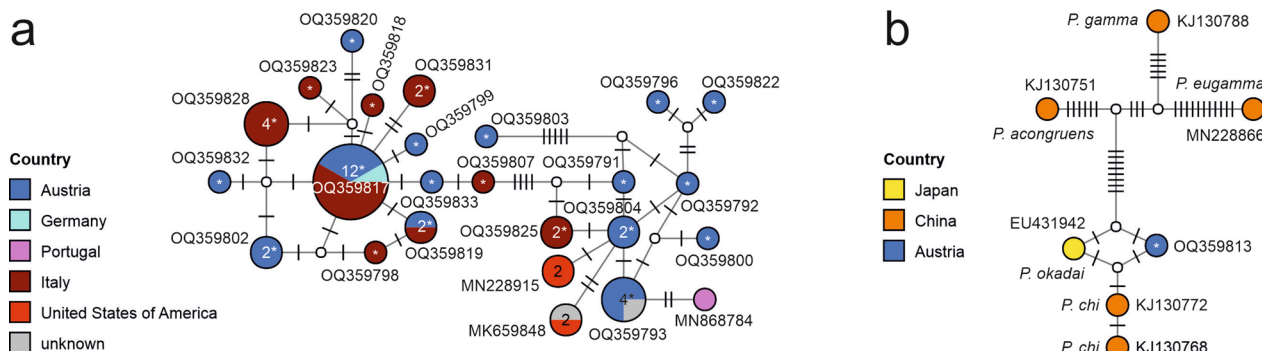 a
OQ359820
OQ359818
OQ359823
OQ359831
OQ359828
2*
OQ359799
4*
OQ359796
OQ359822
OQ359803
OQ359832
12*
OQ359817
OQ359807
OQ359791
OQ359833
OQ359792
OQ359804
OQ359802
2*
2*
OQ359819
OQ359798
OQ359825
2*
2*
OQ359800
MN228915
2
4*
MK659848
2
OQ359793
MN868784
Country
Austria
Germany
Portugal
Italy
United States of America
unknown
b
P. gamma
KJ130788
KJ130751
P. eugamma
P. acongruens
MN228866
Country
Japan
China
Austria
EU431942
OQ359813
P. okadai
P. chi
KJ130772
P. chi
KJ130768